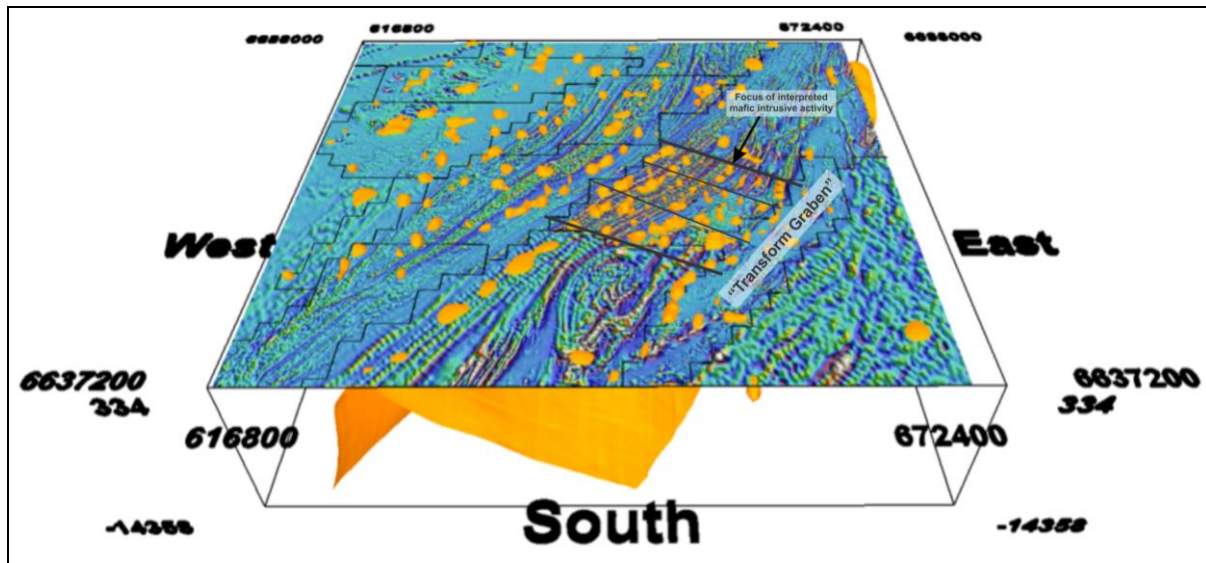 6688000
616800
672400
6688000
Focus of interpreted
mafic intrusive activity
West
East
“Transform Graben”
6637200
334
616800
672400
6637200
334
-14358
South
-14358